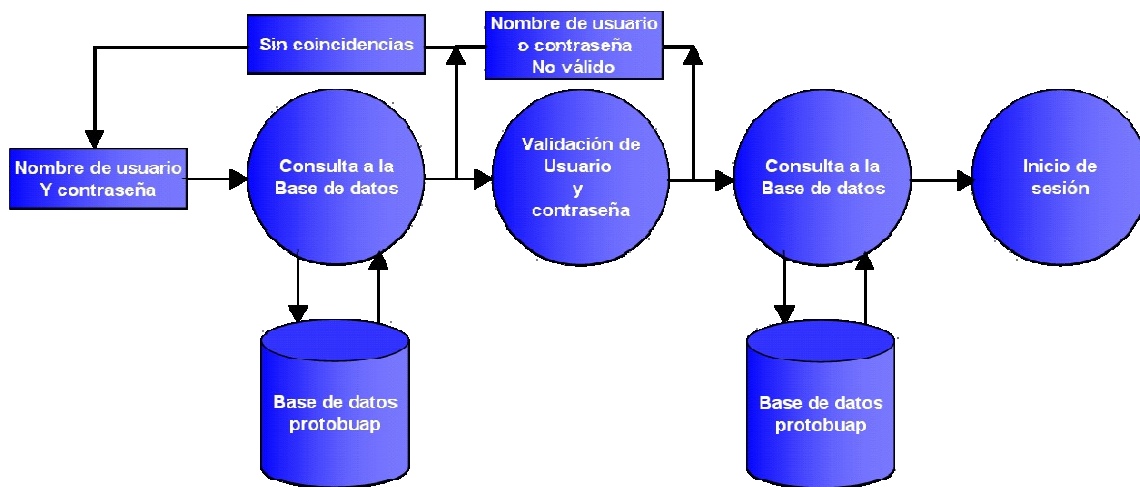 Sin coincidencias
Nombre de usuario
o contraseña
No válido
Nombre de usuario
Y contraseña
Consulta a la
Base de datos
Validación de
Usuario
y
contraseña
Consulta a la
Base de datos
Inicio de
sesión
Base de datos
protobuap
Base de datos
protobuap